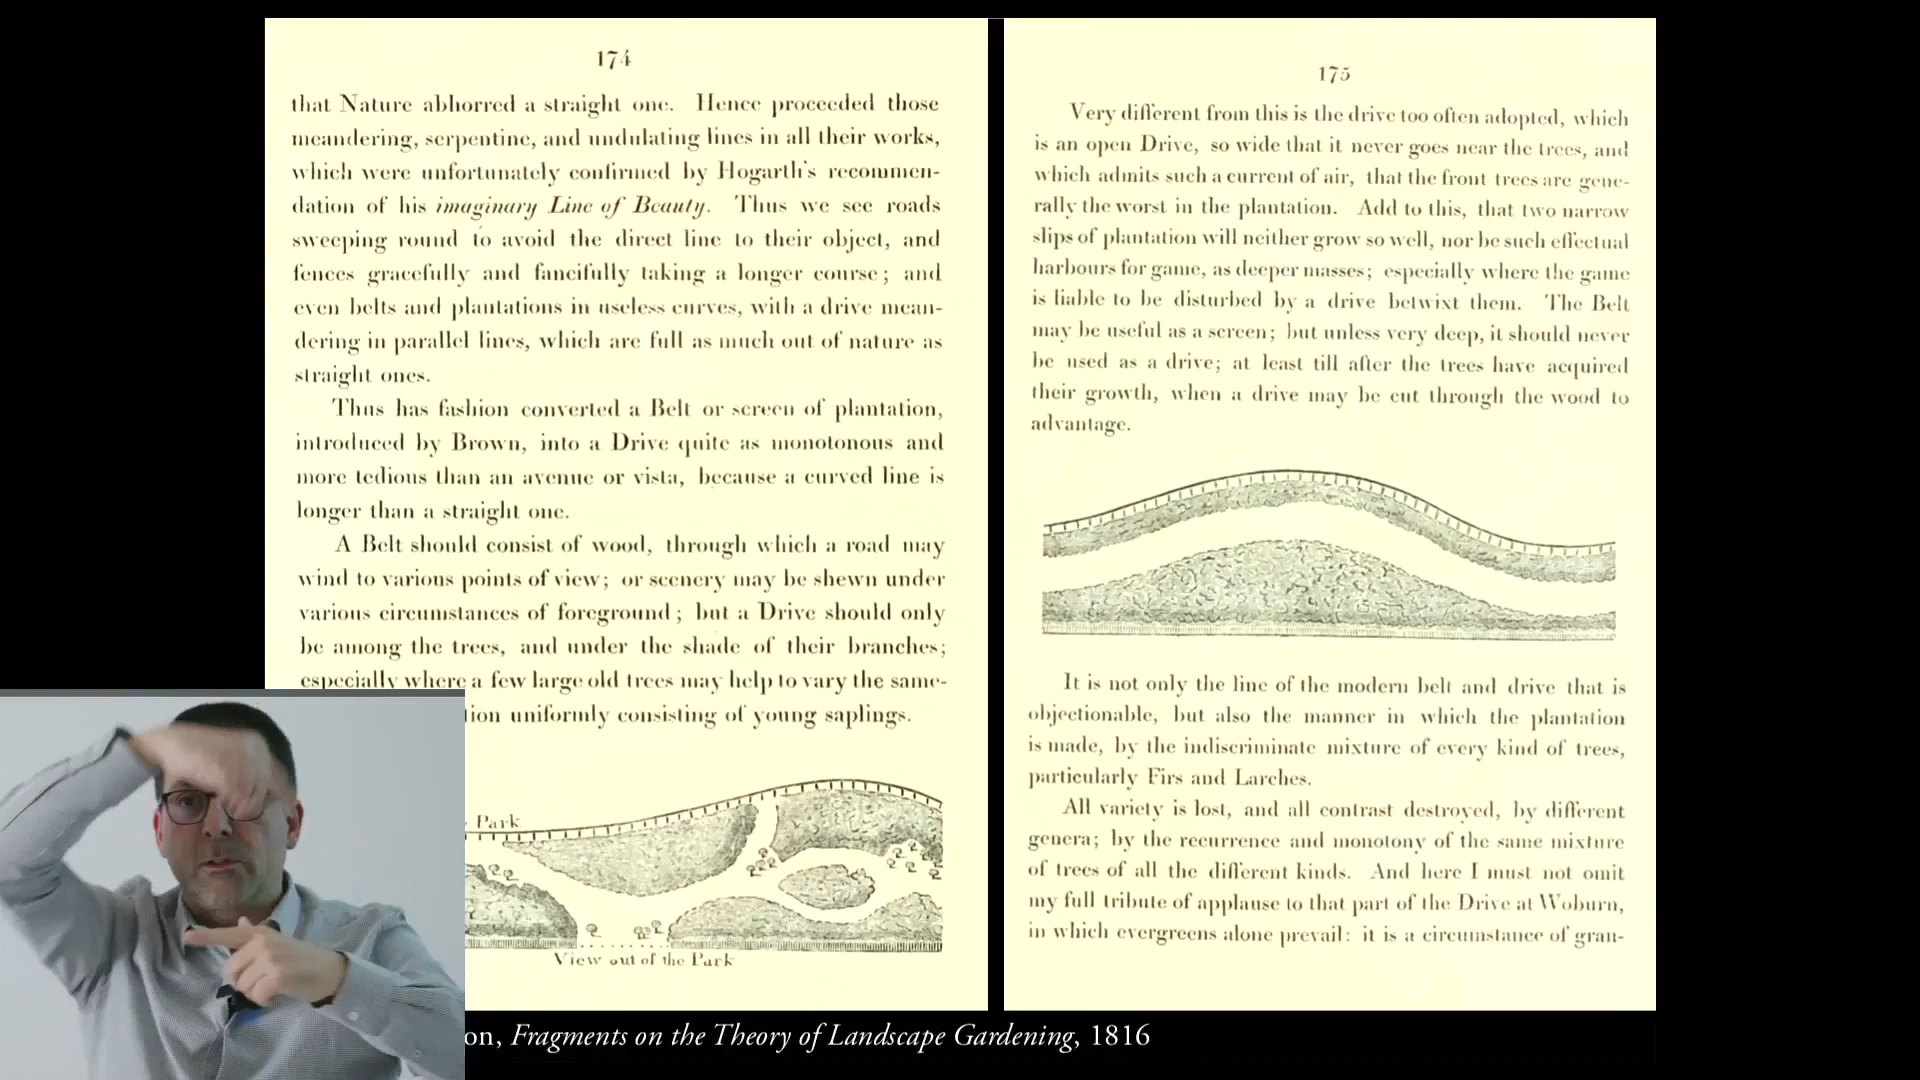 174
that Nature abhorred a straight one. Hence proceeded those
meandering, serpentine, and undulating lines in all their works,
which were unfortunately confirmed by Hogarth's recommen-
dation of his imaginary Line of Beauty. Thus we see roads
sweeping round to avoid the direct line to their object, and
fences gracefully and fancifully taking a longer course; and
even belts and plantations in useless curves, with a drive mean-
dering in parallel lines, which are full as much out of nature as
straight ones.
Thus has fashion converted a Belt or screen of plantation,
introduced by Brown, into a Drive quite as monotonous and
more tedious than an avenue or vista, because a curved line is
longer than a straight one.
A Belt should consist of wood, through which a road may
wind to various points of view; or scenery may be shewn under
various circumstances of foreground; but a Drive should only
be among the trees, and under the shade of their branches;
especially where a few large old trees may help to vary the same-
tion uniformly consisting of young saplings.
Park
View out of the Park
175
Very different from this is the drive too often adopted, which
is an open Drive, so wide that it never goes near the trees, and
which admits such a current of air, that the front trees are gene-
rally the worst in the plantation. Add to this, that two narrow
slips of plantation will neither grow so well, nor be such effectual
harbours for game, as deeper masses; especially where the game
is liable to be disturbed by a drive betwixt them. The Belt
may be useful as a screen; but unless very deep, it should never
be used as a drive; at least till after the trees have acquired
their growth, when a drive may be cut through the wood to
advantage.
It is not only the line of the modern belt and drive that is
objectionable, but also the manner in which the plantation
is made, by the indiscriminate mixture of every kind of trees,
particularly Firs and Larches.
All variety is lost, and all contrast destroyed, by different
genera; by the recurrence and monotony of the same mixture
of trees of all the different kinds. And here I must not omit
my full tribute of applause to that part of the Drive at Woburn,
in which evergreens alone prevail: it is a circumstance of gran-
on, Fragments on the Theory of Landscape Gardening, 1816